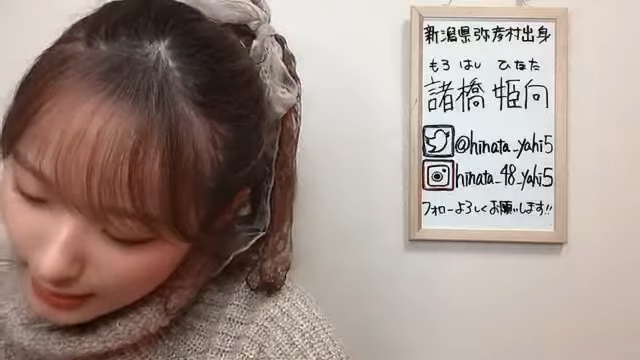 新潟県弥彦村出身
もろ はし ひなた
諸橋 姫向
@hinata_yahi5
hinata_48_yahi5
フォローよろしくお願いします!!